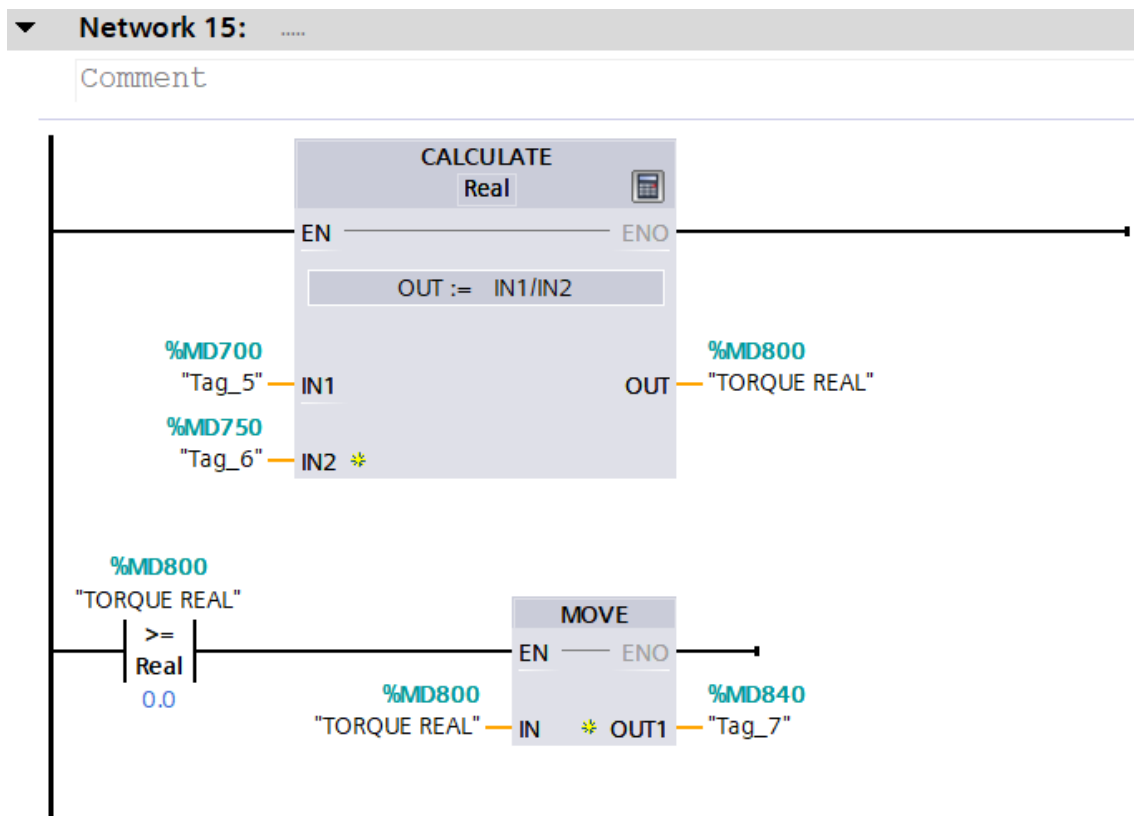 Network 15: .....
Comment
CALCULATE
Real
EN ENO
OUT := IN1/IN2
%MD700 %MD800
"Tag_5" IN1 OUT "TORQUE REAL"
%MD750
"Tag_6" IN2
%MD800
"TORQUE REAL"
>=
Real
0.0
MOVE
EN ENO
%MD800 %MD840
"TORQUE REAL" IN OUT1 "Tag_7"